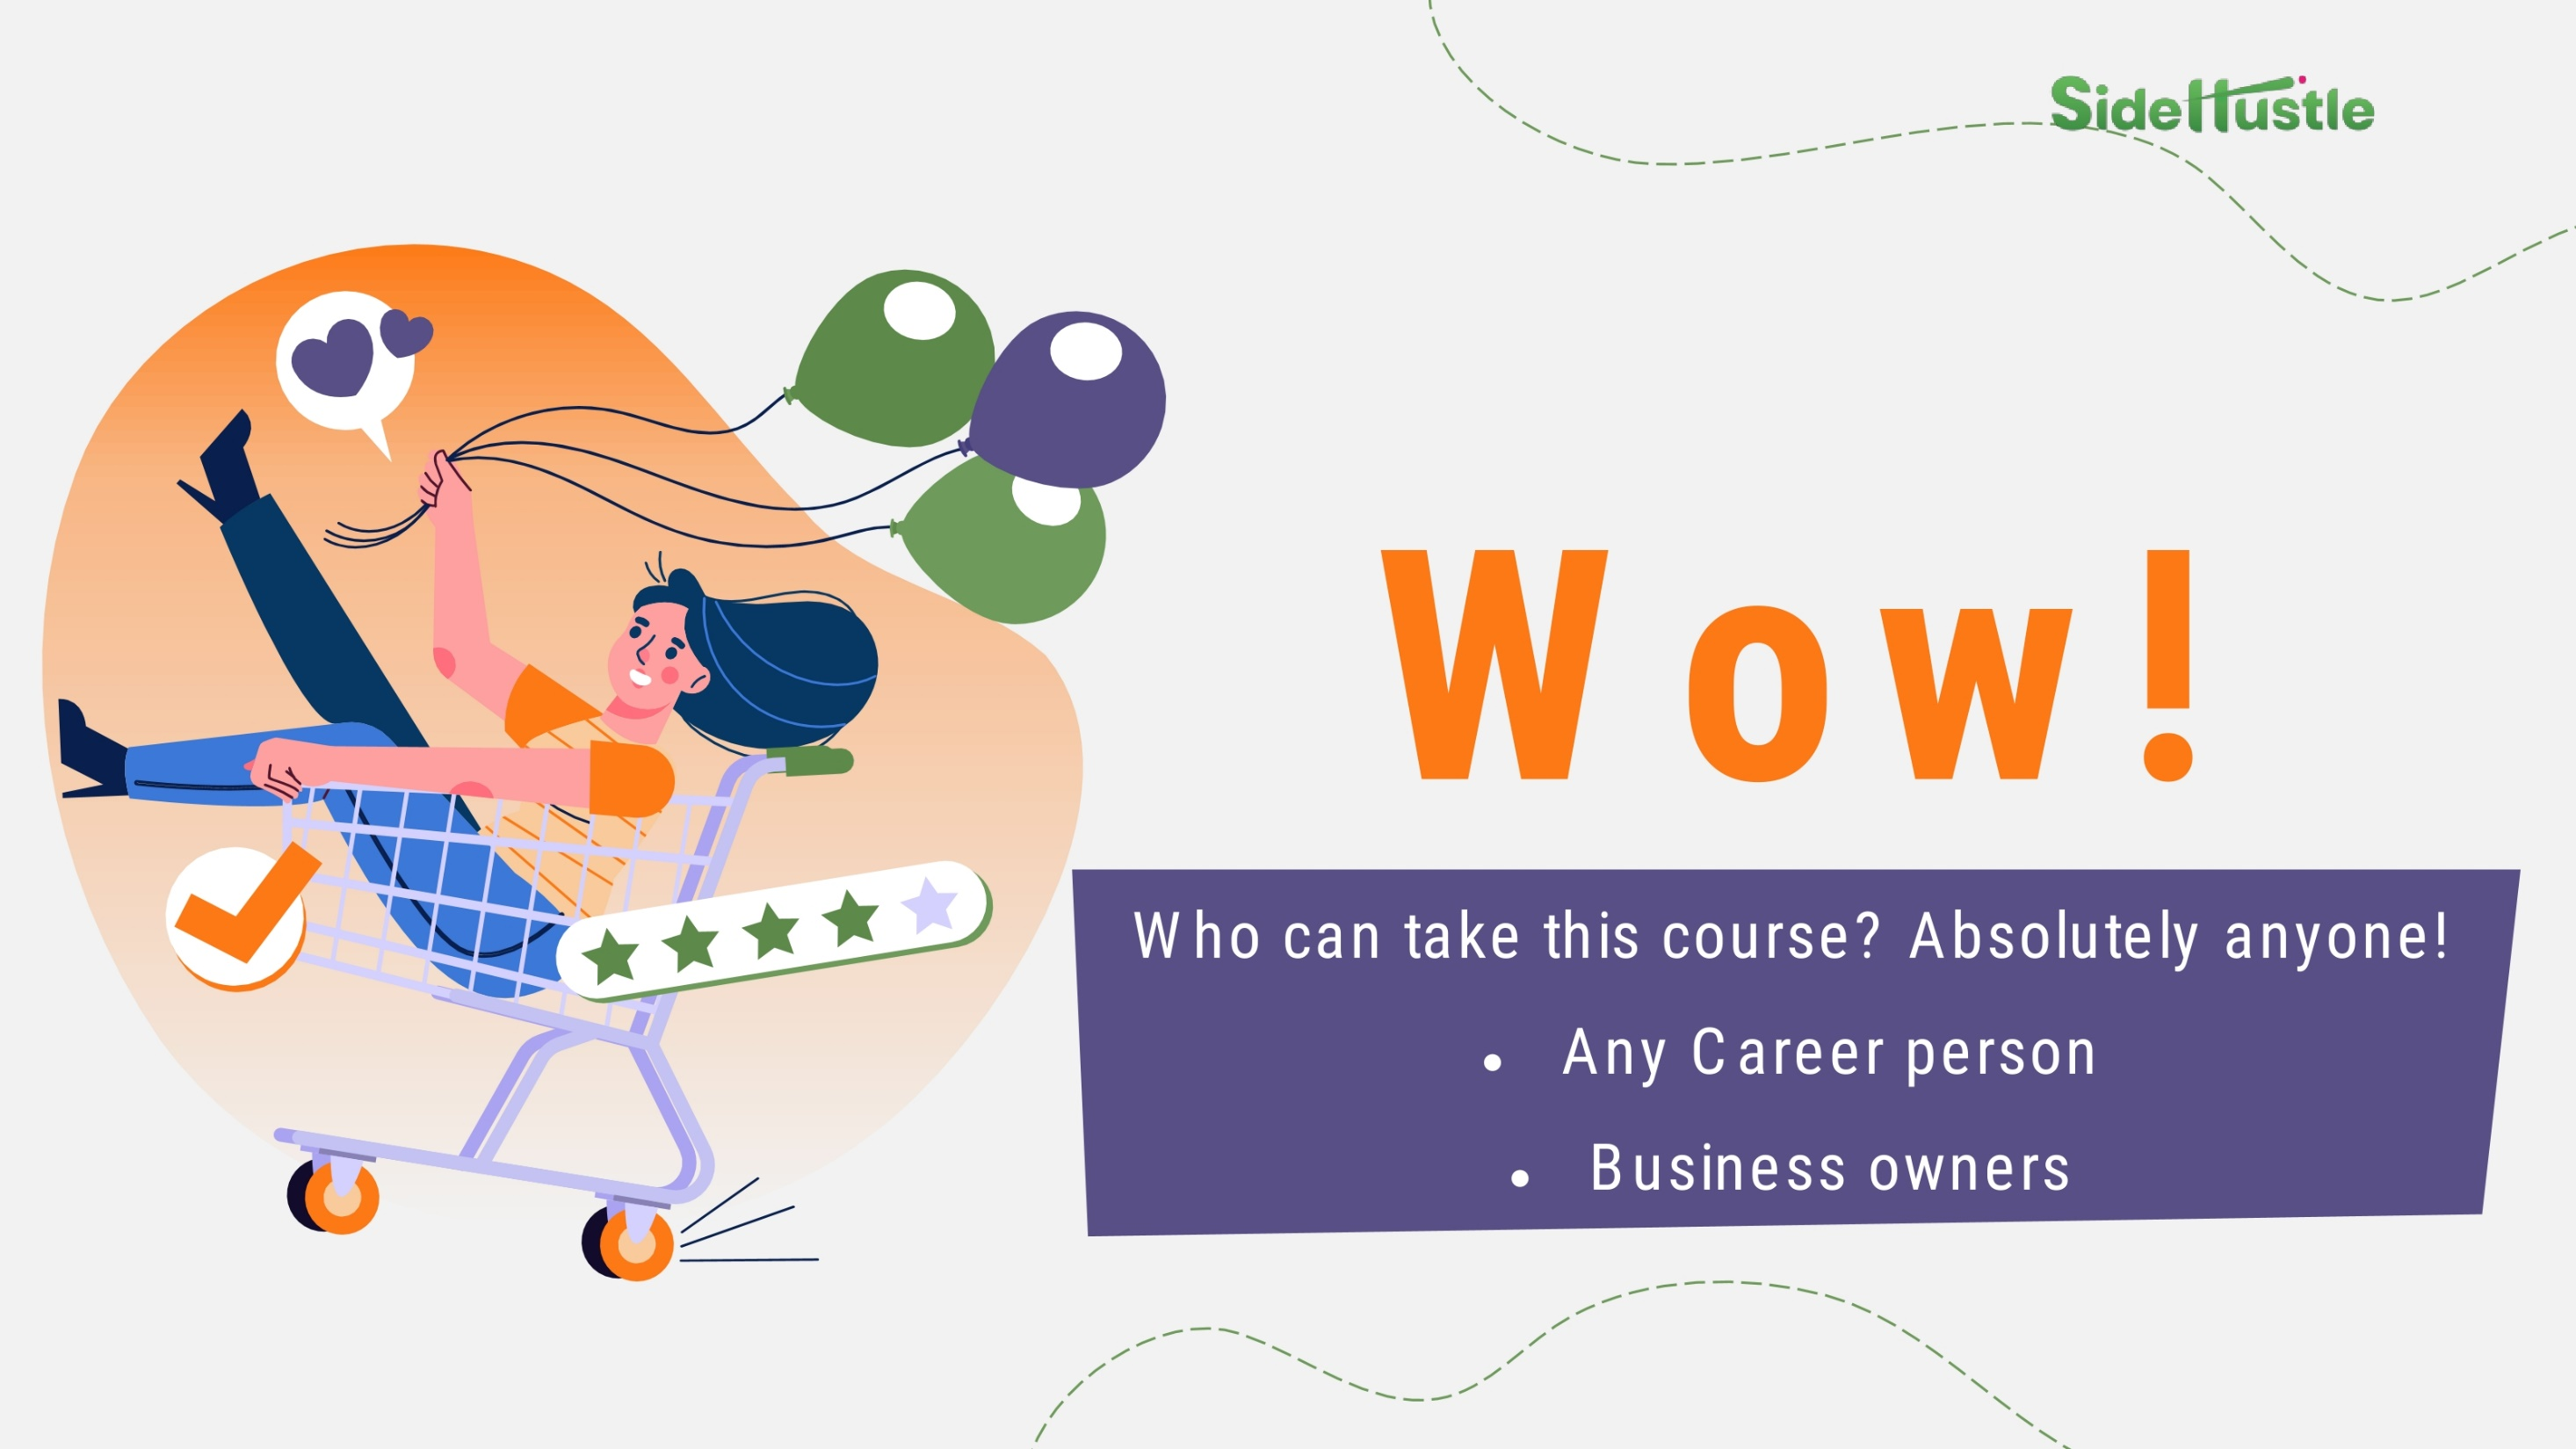 SideHustle
Wow!
Who can take this course? Absolutely anyone!
• Any Career person
• Business owners